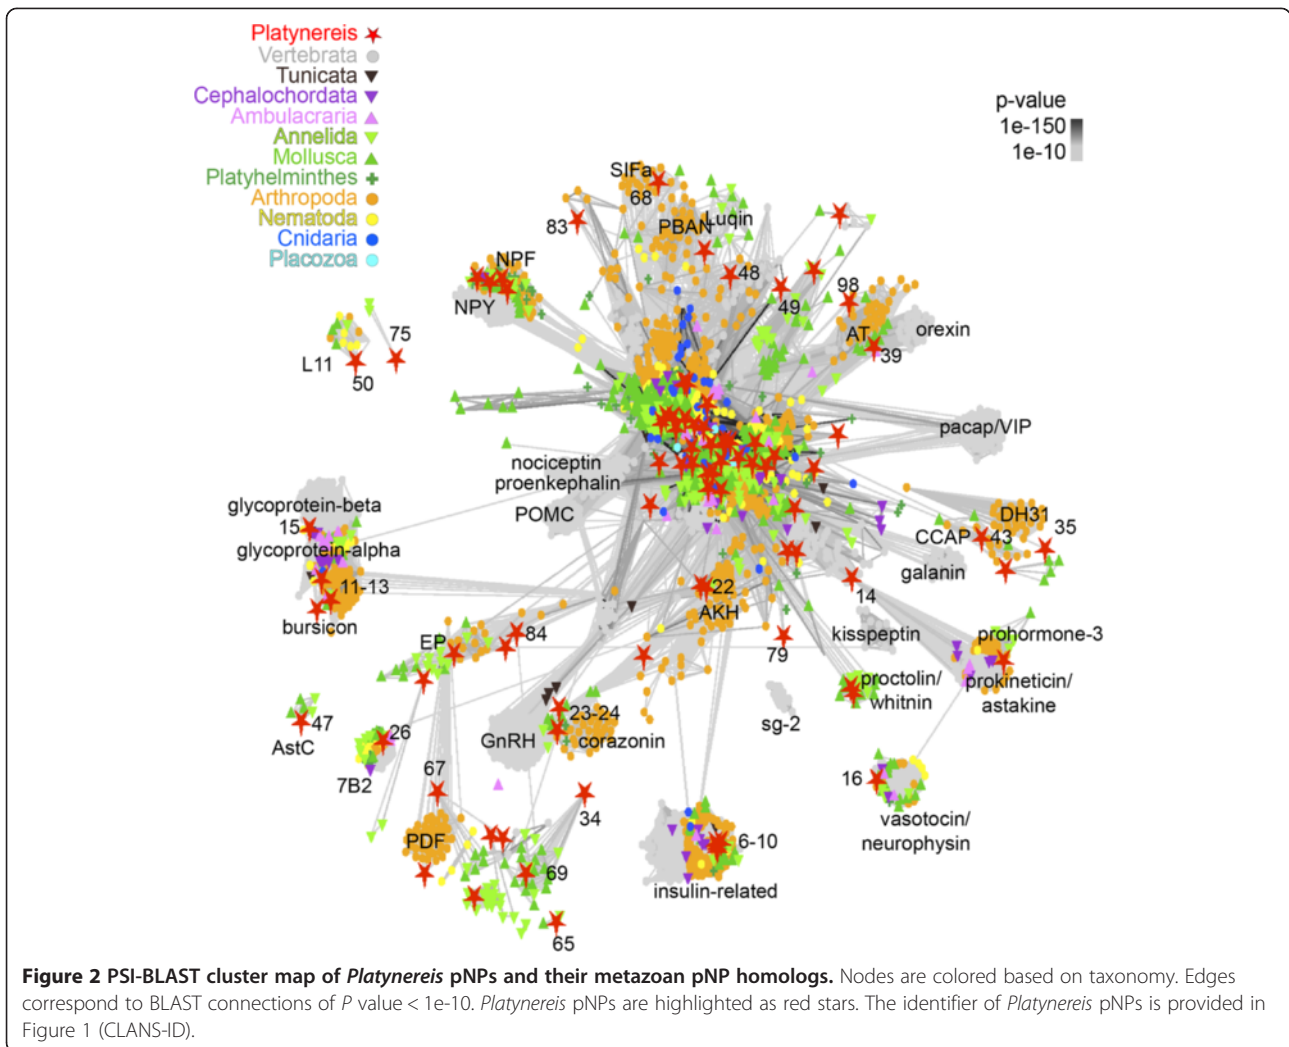 Platynereis
Vertebrata
Tunicata
Cephalochordata
Ambulacraria
Annelida
Mollusca
Platyhelminthes
Arthropoda
Nematoda
Cnidaria
Placozoa
p-value
1e-150
1e-10
SIFa
68
83
PBAN
Luqin
NPF
48
98
NPY
49
AT
orexin
39
75
L11
50
pacap/VIP
nociceptin
proenkephalin
POMC
glycoprotein-beta
15
glycoprotein-alpha
11-13
bursicon
DH31
35
CCAP
43
galanin
14
22
AKH
kisspeptin
79
prohormone-3
prokineticin/
astakine
proctolin/
whitnin
EP
84
sg-2
47
AstC
26
7B2
23-24
GnRH
corazonin
67
34
16
vasotocin/
neurophysin
PDF
69
65
6-10
insulin-related
Figure 2 PSI-BLAST cluster map of Platynereis pNPs and their metazoan pNP homologs. Nodes are colored based on taxonomy. Edges
correspond to BLAST connections of P value < 1e-10. Platynereis pNPs are highlighted as red stars. The identifier of Platynereis pNPs is provided in
Figure 1 (CLANS-ID).